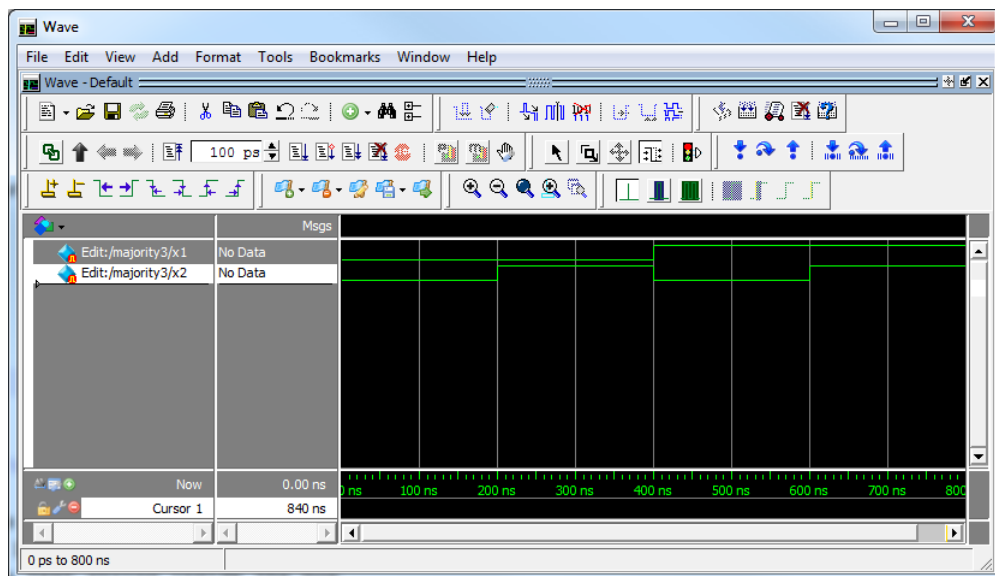 Wave
File Edit View Add Format Tools Bookmarks Window Help
Wave - Default
100 ps
Msgs
Edit:/majority3/x1 No Data
Edit:/majority3/x2 No Data
Now 0.00 ns
Cursor 1 840 ns
ns 100 ns 200 ns 300 ns 400 ns 500 ns 600 ns 700 ns 800
0 ps to 800 ns